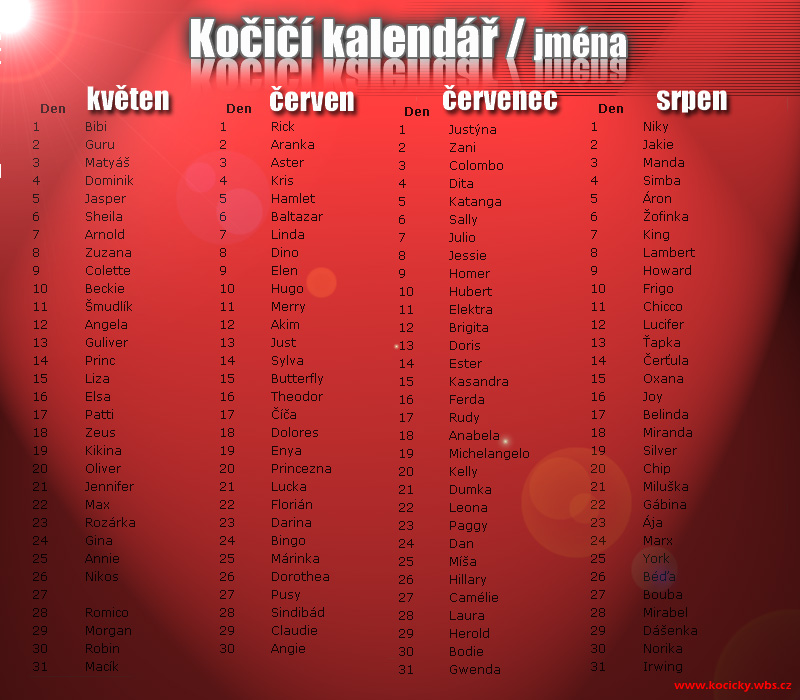 Kočičí kalendář / jména
květen červen červenec srpen
Den Den Den Den
1 Bibi 1 Rick 1 Justýna 1 Niky
2 Guru 2 Aranka 2 Zani 2 Jakie
3 Matyáš 3 Aster 3 Colombo 3 Manda
4 Dominik 4 Kris 4 Dita 4 Simba
5 Jasper 5 Hamlet 5 Katanga 5 Áron
6 Sheila 6 Baltazar 6 Sally 6 Žofinka
7 Arnold 7 Linda 7 Julio 7 King
8 Zuzana 8 Dino 8 Jessie 8 Lambert
9 Colette 9 Elen 9 Homer 9 Howard
10 Beckie 10 Hugo 10 Hubert 10 Frigo
11 Šmudlík 11 Merry 11 Elektra 11 Chicco
12 Angela 12 Akim 12 Brigita 12 Lucifer
13 Guliver 13 Just 13 Doris 13 Ťapka
14 Princ 14 Sylva 14 Ester 14 Čerťula
15 Liza 15 Butterfly 15 Kasandra 15 Oxana
16 Elsa 16 Theodor 16 Ferda 16 Joy
17 Patti 17 Číča 17 Rudy 17 Belinda
18 Zeus 18 Dolores 18 Anabela 18 Miranda
19 Kikina 19 Enya 19 Michelangelo 19 Silver
20 Oliver 20 Princezna 20 Kelly 20 Chip
21 Jennifer 21 Lucka 21 Dumka 21 Miluška
22 Max 22 Florián 22 Leona 22 Gábina
23 Rozárka 23 Darina 23 Paggy 23 Ája
24 Gina 24 Bingo 24 Dan 24 Marx
25 Annie 25 Márinka 25 Míša 25 York
26 Nikos 26 Dorothea 26 Hillary 26 Béďa
27 27 Pusy 27 Camélie 27 Bouba
28 Romico 28 Sindibád 28 Laura 28 Mirabel
29 Morgan 29 Claudie 29 Herold 29 Dášenka
30 Robin 30 Angie 30 Bodie 30 Norika
31 Macík 31 Gwenda 31 Irwing
www.kocicky.wbs.cz